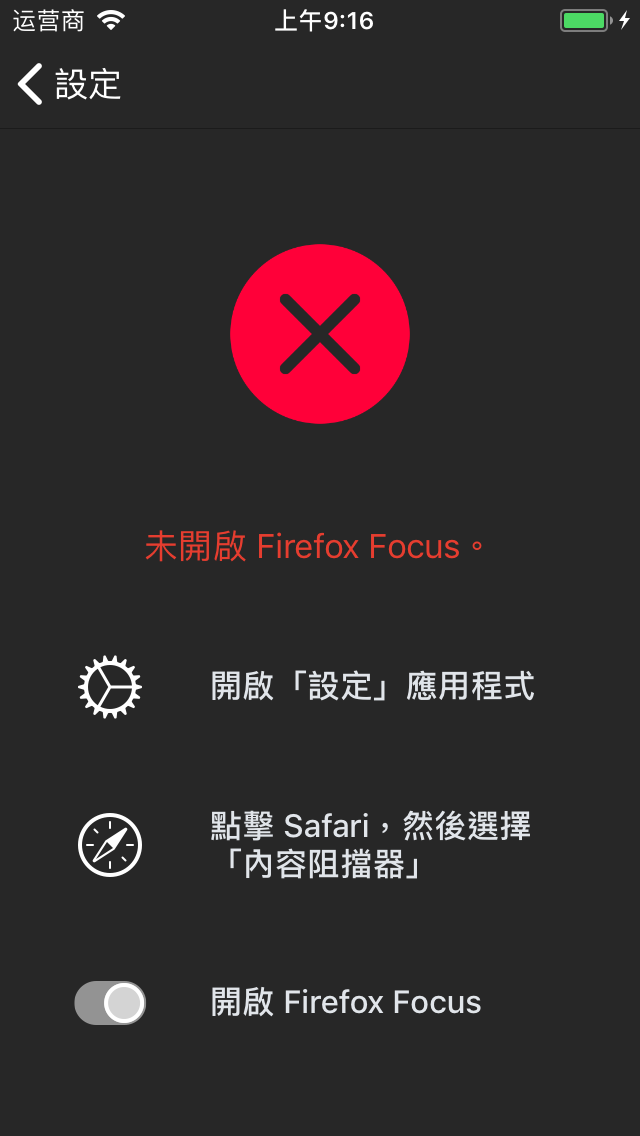 运营商 上午9:16
設定
未開啟 Firefox Focus。
開啟「設定」應用程式
點擊 Safari，然後選擇
「內容阻擋器」
開啟 Firefox Focus